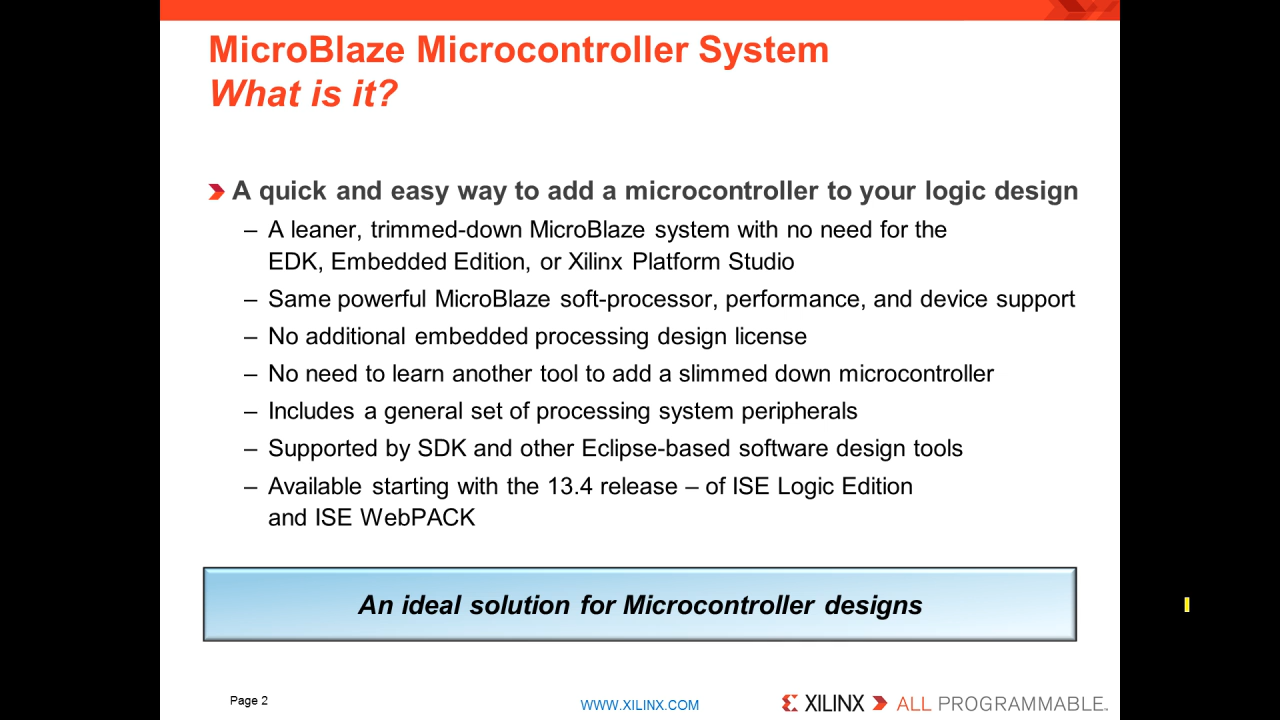 MicroBlaze Microcontroller System
What is it?
A quick and easy way to add a microcontroller to your logic design
– A leaner, trimmed-down MicroBlaze system with no need for the
EDK, Embedded Edition, or Xilinx Platform Studio
– Same powerful MicroBlaze soft-processor, performance, and device support
– No additional embedded processing design license
– No need to learn another tool to add a slimmed down microcontroller
– Includes a general set of processing system peripherals
– Supported by SDK and other Eclipse-based software design tools
– Available starting with the 13.4 release – of ISE Logic Edition
and ISE WebPACK
An ideal solution for Microcontroller designs
Page 2
WWW.XILINX.COM
XILINX ALL PROGRAMMABLE.